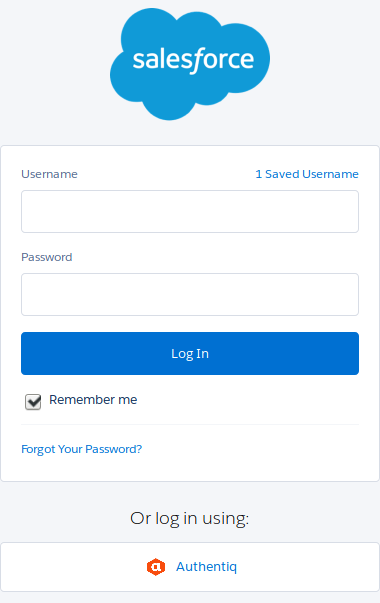 salesforce
Username 1 Saved Username
Password
Log In
Remember me
Forgot Your Password?
Or log in using:
Authentiq